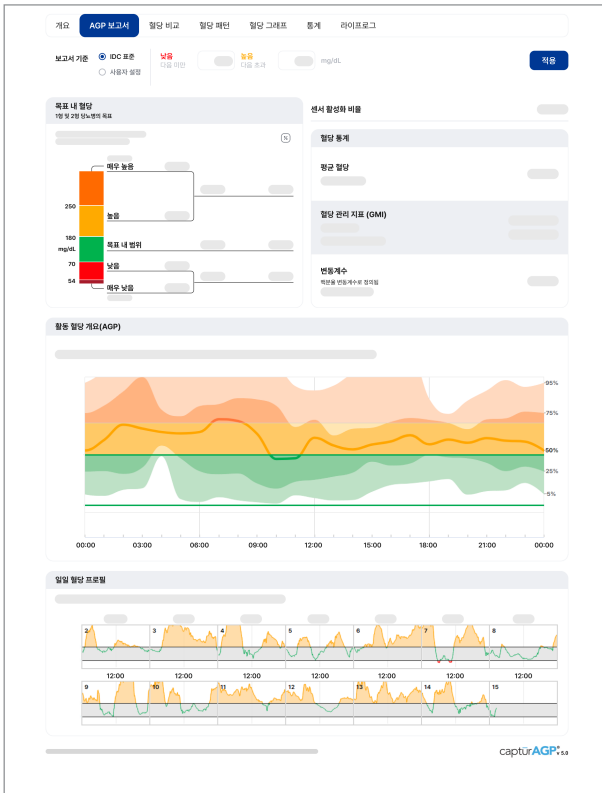 개요 AGP 보고서 혈당 비교 혈당 패턴 혈당 그래프 통계 라이프로그
보고서 기준 IDC 표준 낮음 높음
다음 미만 다음 초과 mg/dL 적용
사용자 설정
목표 내 혈당
1형 및 2형 당뇨병의 목표
%
매우 높음
250
높음
180
mg/dL 목표 내 범위
70 낮음
54
매우 낮음
센서 활성화 비율
혈당 통계
평균 혈당
혈당 관리 지표 (GMI)
변동계수
백분율 변동계수로 정의됨
활동 혈당 개요(AGP)
95%
75%
50%
25%
5%
00:00 03:00 06:00 09:00 12:00 15:00 18:00 21:00 00:00
일일 혈당 프로필
2 3 4 5 6 7 8
12:00 12:00 12:00 12:00 12:00 12:00 12:00
9 10 11 12 13 14 15
captūrAGP® v 5.0